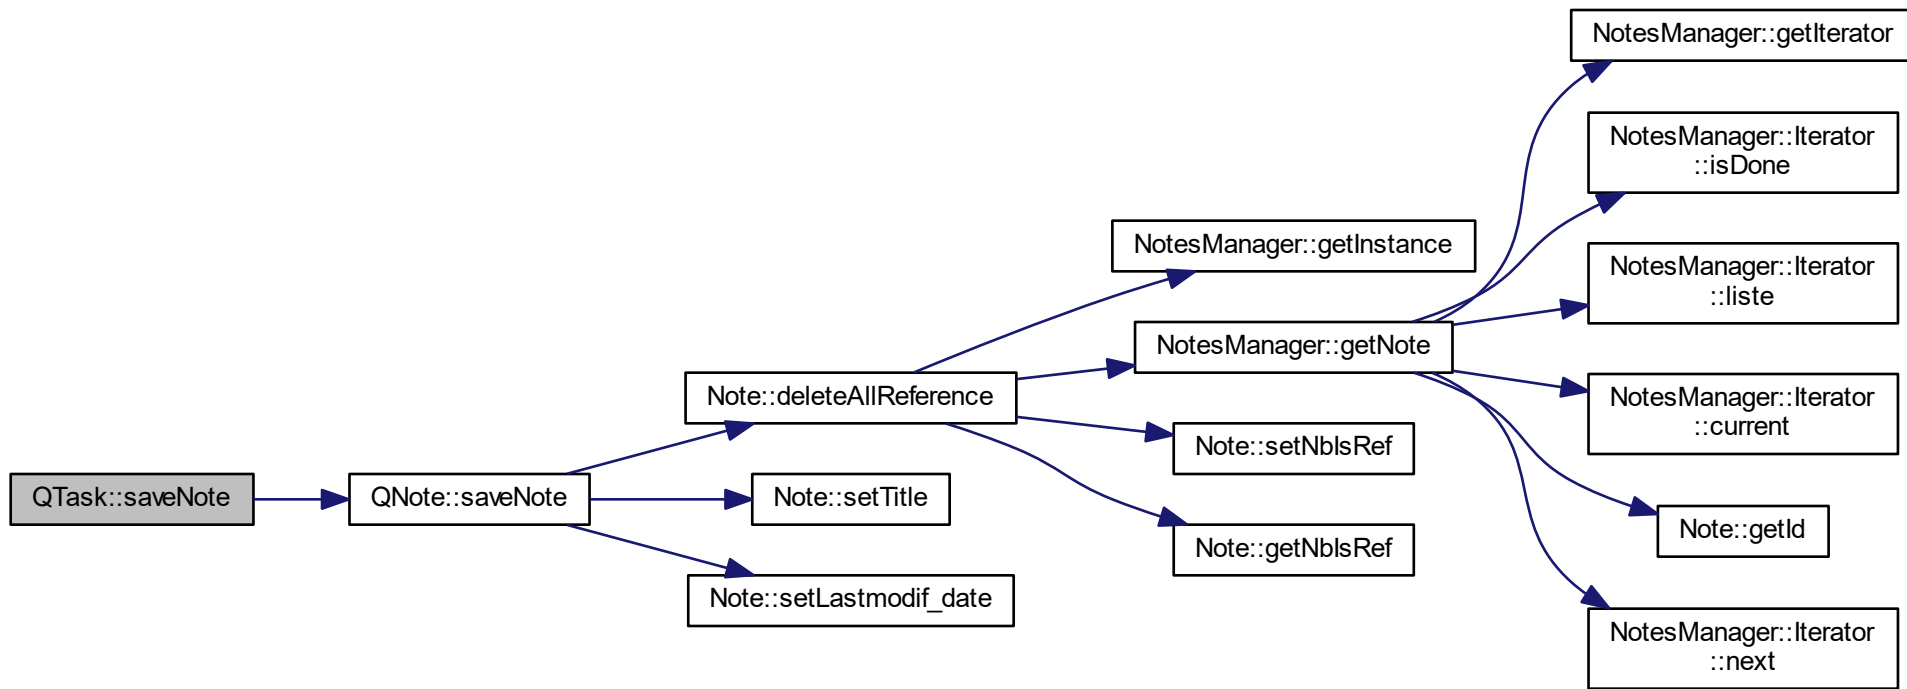 NotesManager::getIterator
NotesManager::Iterator
::isDone
NotesManager::getInstance
NotesManager::Iterator
::liste
NotesManager::getNote
Note::deleteAllReference
NotesManager::Iterator
::current
Note::setNbIsRef
QTask::saveNote
QNote::saveNote
Note::setTitle
Note::getNbIsRef
Note::getId
Note::setLastmodif_date
NotesManager::Iterator
::next